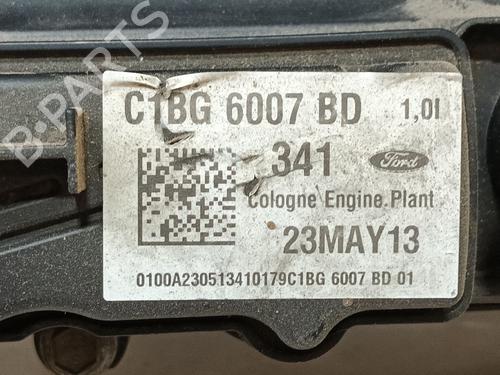 C1BG 6007 BD 1,0l
341 Ford
Cologne Engine.Plant
23MAY13
0100A230513410179C1BG 6007 BD 01
B-PARTS